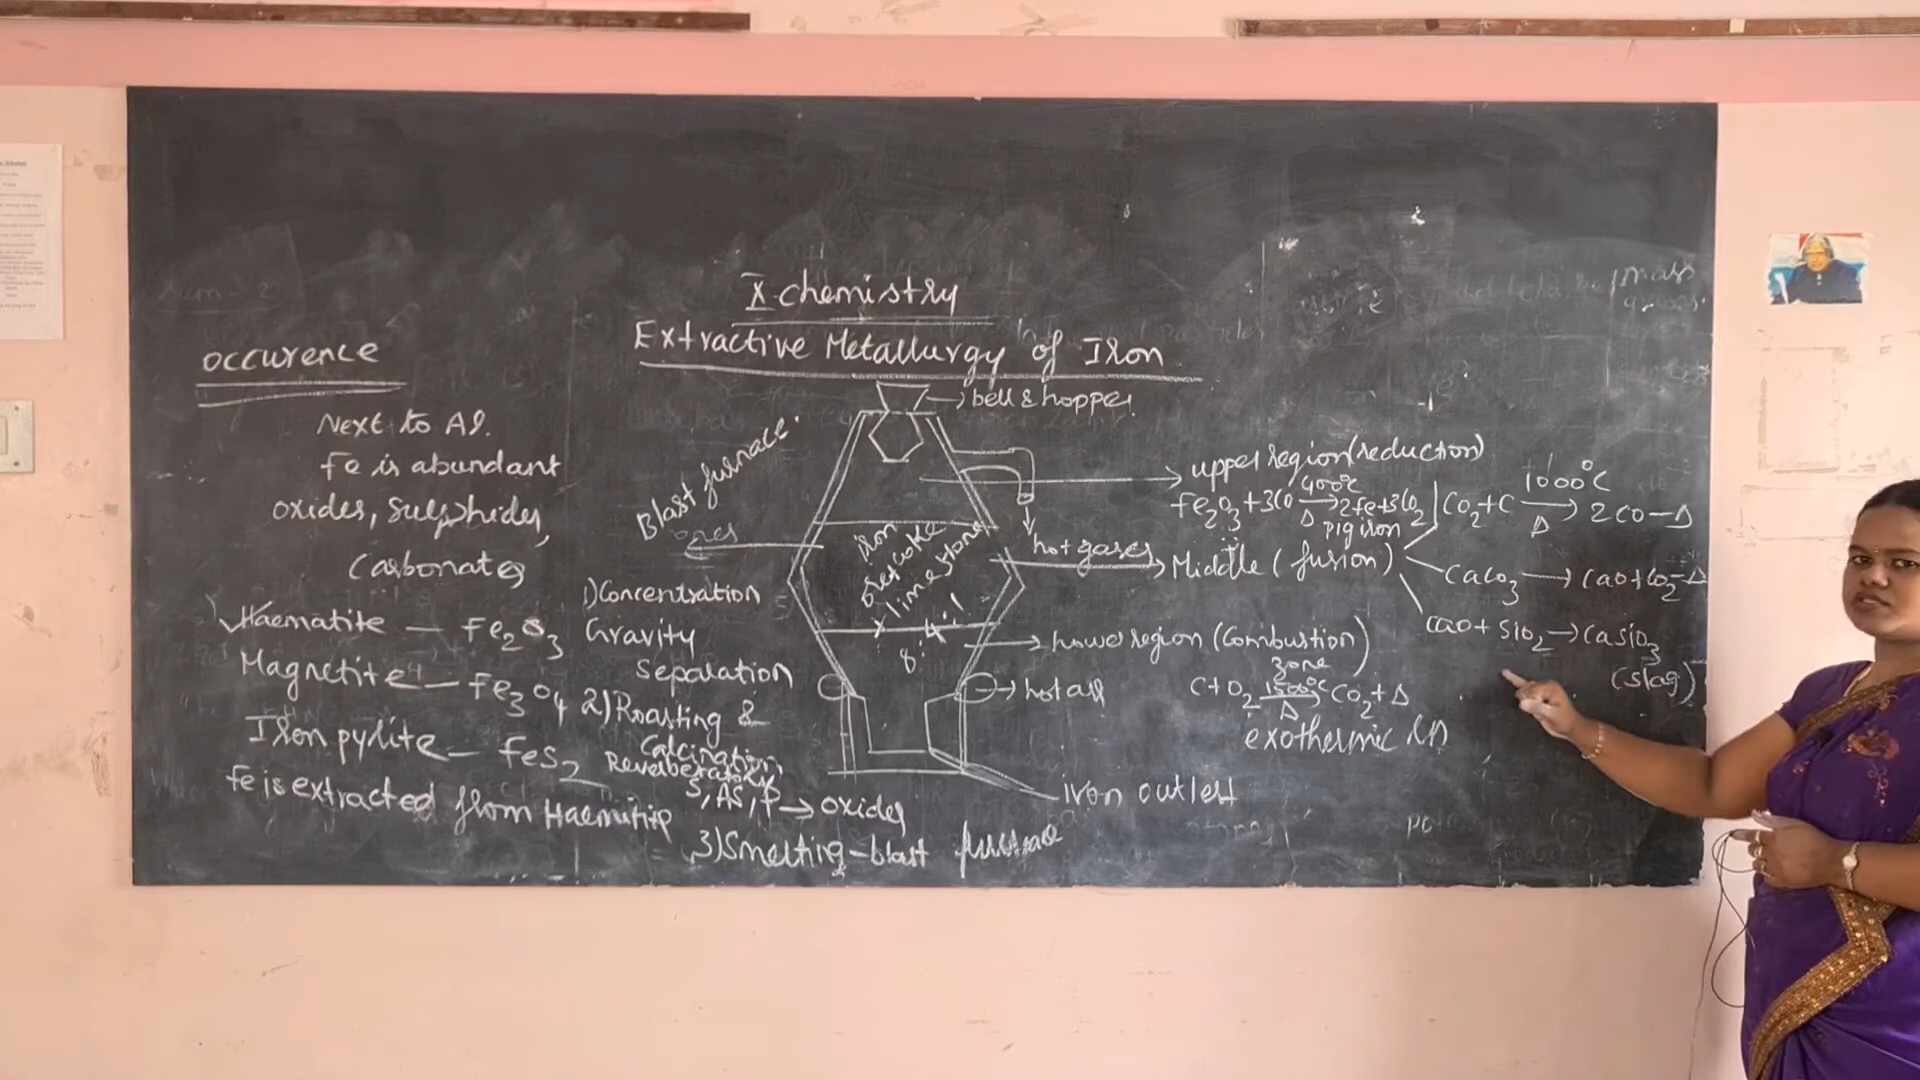 X-chemistry
Extractive Metallurgy of Iron
occurence
Next to Al.
Fe is abundant
oxides, sulphides,
Carbonates
Haematite — Fe2O3
Magnetite — Fe3O4
Iron pyrite — FeS2
Fe is extracted from Haematite
1) Concentration
Gravity
Separation
2) Roasting &
Calcination
Reverberatory
S, AS, P → oxides
3) Smelting - blast furnace
Blast furnace.
ores
→ bell & hopper
iron
ore + coke
+ limestone
8:4:1
hot gases
→ hot air
iron outlet
→ upper region (reduction)
Fe2O3 + 3CO 400°C → Δ 2Fe + 3CO2
pig iron
→ Middle (fusion)
CO2 + C 1000°C → Δ 2CO - Δ
CaCO3 → CaO + CO2 - Δ
CaO + SiO2 → CaSiO3
(slag)
→ lower region (Combustion)
zone
C + O2 1500°C → Δ CO2 + Δ
exothermic